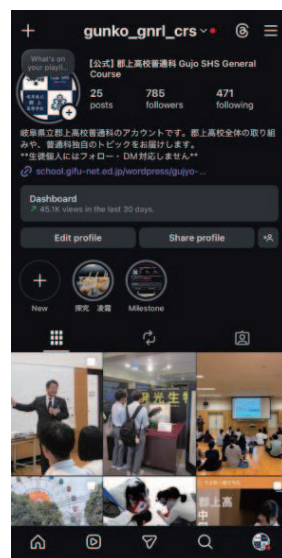 gunko_gnrl_crs
What's on
your playli...
【公式】郡上高校普通科 Gujo SHS General
Course
25
posts
785
followers
471
following
岐阜県立郡上高校普通科のアカウントです。郡上高校全体の取り組
みや、普通科独自のトピックをお届けします。
**生徒個人にはフォロー・DM対応しません**
school.gifu-net.ed.jp/wordpress/gujyo-...
Dashboard
45.1K views in the last 30 days.
Edit profile
Share profile
New
探究 凌霜
Milestone
発光生物
郡上高
中